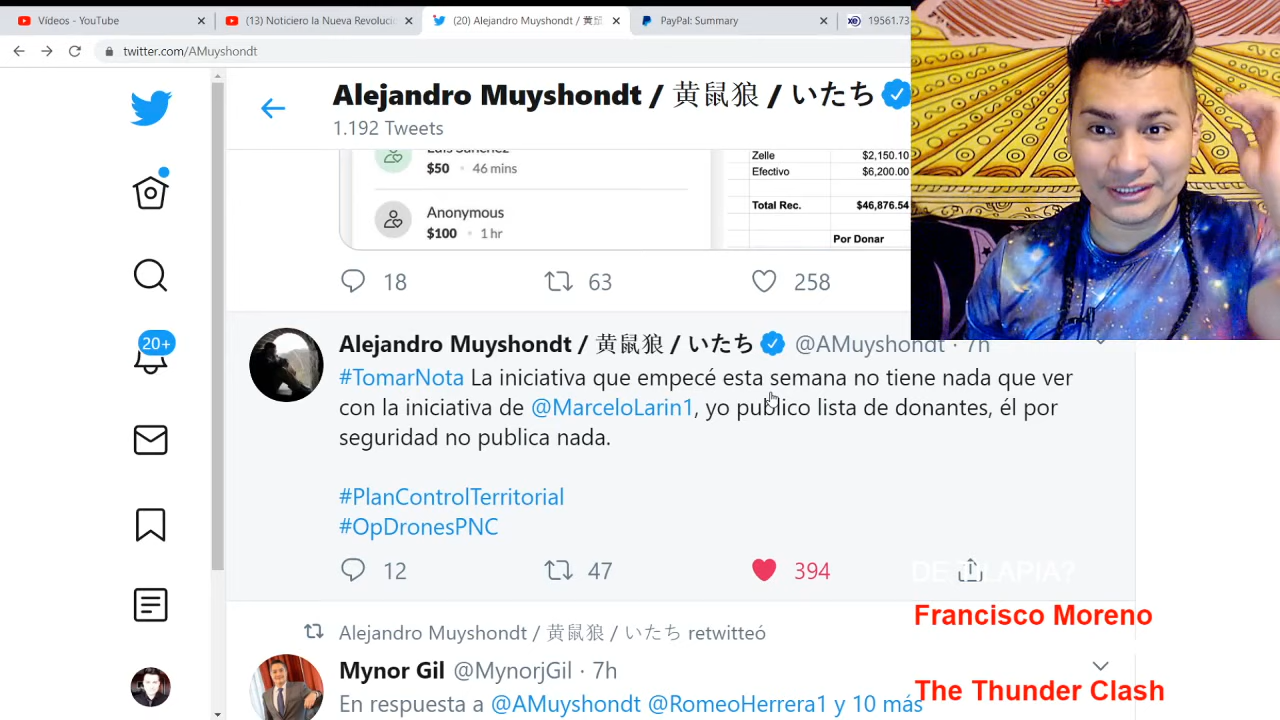 Vídeos - YouTube
(13) Noticiero la Nueva Revoluci
(20) Alejandro Muyshondt / 黄鼠
PayPal: Summary
19561.73
twitter.com/AMuyshondt
Alejandro Muyshondt / 黄鼠狼 / いたち
1.192 Tweets
Luis Sanchez
$50 • 46 mins
Anonymous
$100 • 1 hr
Zelle $2,150.10
Efectivo $6,200.00
Total Rec. $46,876.54
Por Donar
18 63 258
20+
Alejandro Muyshondt / 黄鼠狼 / いたち @AMuyshondt · 7h
#TomarNota La iniciativa que empecé esta semana no tiene nada que ver
con la iniciativa de @MarceloLarin1, yo publico lista de donantes, él por
seguridad no publica nada.
#PlanControlTerritorial
#OpDronesPNC
12 47 394
DE TILAPIA?
Francisco Moreno
Alejandro Muyshondt / 黄鼠狼 / いたち retwitteó
Mynor Gil @MynorjGil · 7h
The Thunder Clash
En respuesta a @AMuyshondt @RomeoHerrera1 y 10 más